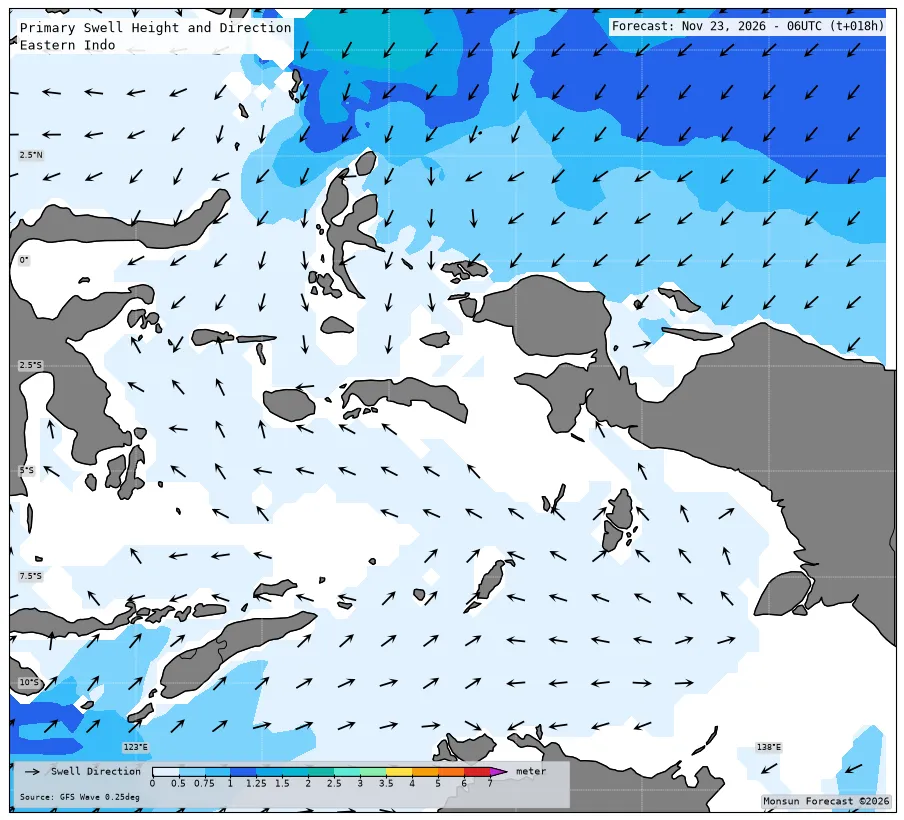 Primary Swell Height and Direction
Eastern Indo
Forecast: Nov 23, 2026 - 06UTC (t+018h)
2.5°N
0°
2.5°S
5°S
7.5°S
10°S
123°E
138°E
Swell Direction
0 0.5 0.75 1 1.25 1.5 2 2.5 3 3.5 4 5 6 7
meter
Source: GFS Wave 0.25deg
Monsun Forecast ©2026